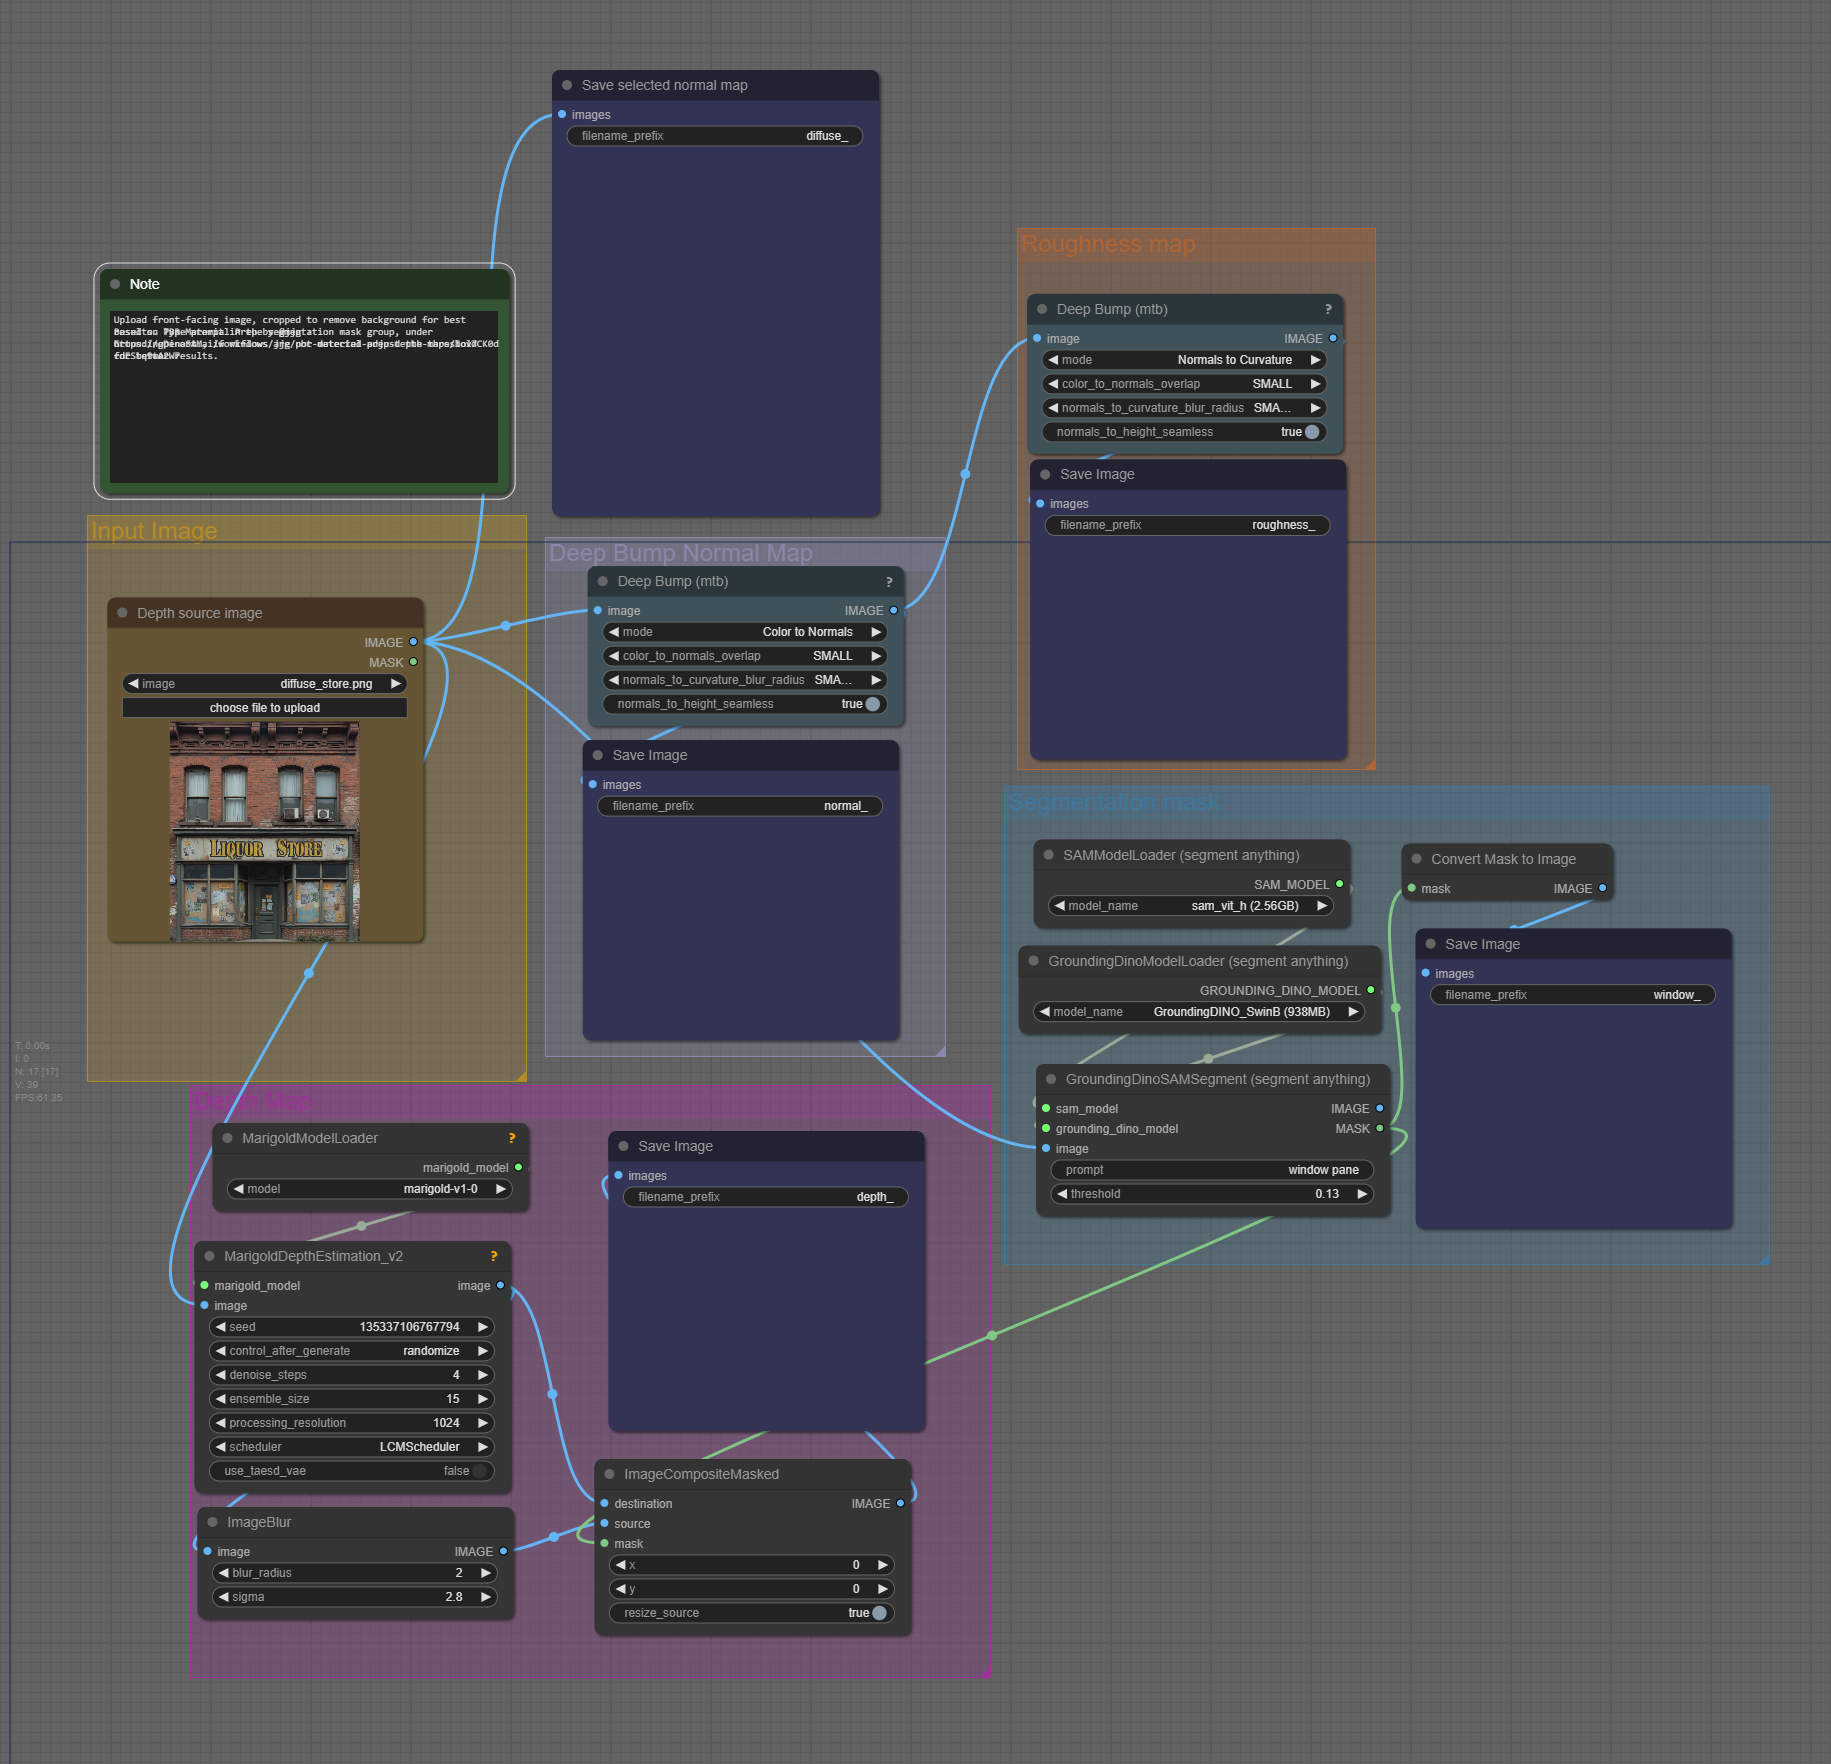 Save selected normal map
images
filename_prefix diffuse_
Note
Upload front-facing image, cropped to remove background for best
Roughness map
Deep Bump (mtb) ?
image IMAGE
mode Normals to Curvature
color_to_normals_overlap SMALL
normals_to_curvature_blur_radius SMA...
normals_to_height_seamless true
Save Image
images
filename_prefix roughness_
Input Image
Depth source image
IMAGE
MASK
image diffuse_store.png
choose file to upload
LIQUOR STORE
Deep Bump Normal Map
Deep Bump (mtb) ?
image IMAGE
mode Color to Normals
color_to_normals_overlap SMALL
normals_to_curvature_blur_radius SMA...
normals_to_height_seamless true
Save Image
images
filename_prefix normal_
Segmentation mask
SAMModelLoader (segment anything)
SAM_MODEL
model_name sam_vit_h (2.56GB)
GroundingDinoModelLoader (segment anything)
GROUNDING_DINO_MODEL
model_name GroundingDINO_SwinB (938MB)
GroundingDinoSAMSegment (segment anything)
sam_model IMAGE
grounding_dino_model MASK
image
prompt window pane
threshold 0.13
Convert Mask to Image
mask IMAGE
Save Image
images
filename_prefix window_
T: 0.00s
I: 0
N: 17 [17]
V: 39
FPS:61.35
Depth Map
MarigoldModelLoader ?
marigold_model
model marigold-v1-0
MarigoldDepthEstimation_v2 ?
marigold_model image
image
seed 135337106767794
control_after_generate randomize
denoise_steps 4
ensemble_size 15
processing_resolution 1024
scheduler LCMScheduler
use_taesd_vae false
ImageBlur
image IMAGE
blur_radius 2
sigma 2.8
Save Image
images
filename_prefix depth_
ImageCompositeMasked
destination IMAGE
source
mask
x 0
y 0
resize_source true